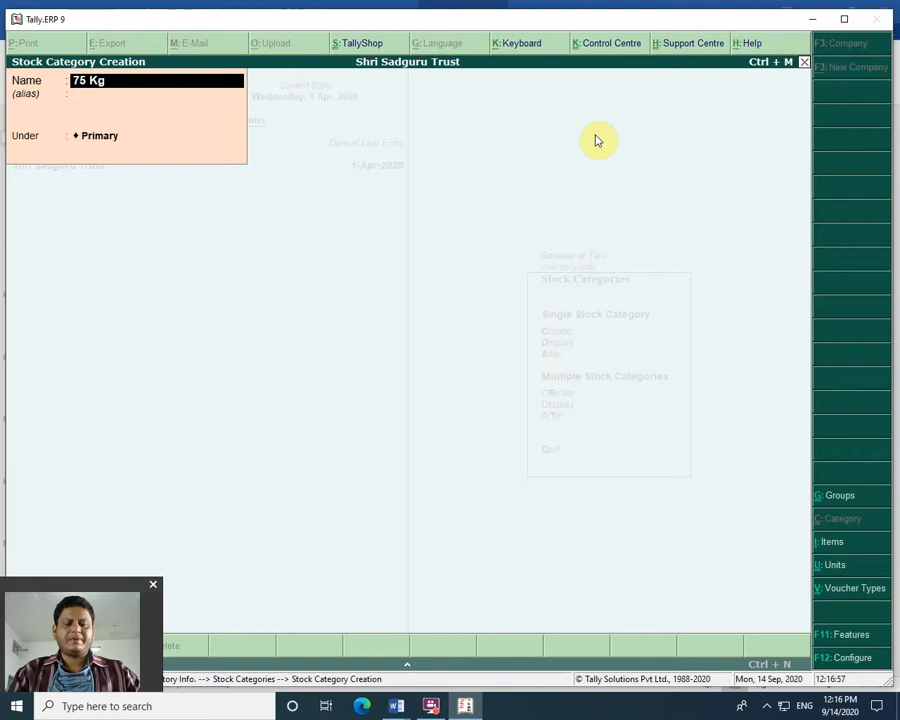 Tally.ERP 9
P: Print E: Export M: E-Mail O: Upload S: TallyShop G: Language K: Keyboard K: Control Centre H: Support Centre H: Help F3: Company
Stock Category Creation Shri Sadguru Trust Ctrl + M F3: New Company
Name : 75 Kg
(alias) :
Under : ♦ Primary
Current Date
Wednesday, 1 Apr, 2020
Date of Last Entry
Shri Sadguru Trust 1-Apr-2020
Gateway of Tally
Inventory Info.
Stock Categories
Single Stock Category
Create
Display
Alter
Multiple Stock Categories
CReate
DIsplay
AlTer
Quit
G: Groups
C: Category
I: Items
U: Units
V: Voucher Types
F11: Features
F12: Configure
Ctrl + N
tory Info. --> Stock Categories --> Stock Category Creation © Tally Solutions Pvt Ltd., 1988-2020 Mon, 14 Sep, 2020 12:16:57
Type here to search
ENG
12:16 PM
9/14/2020